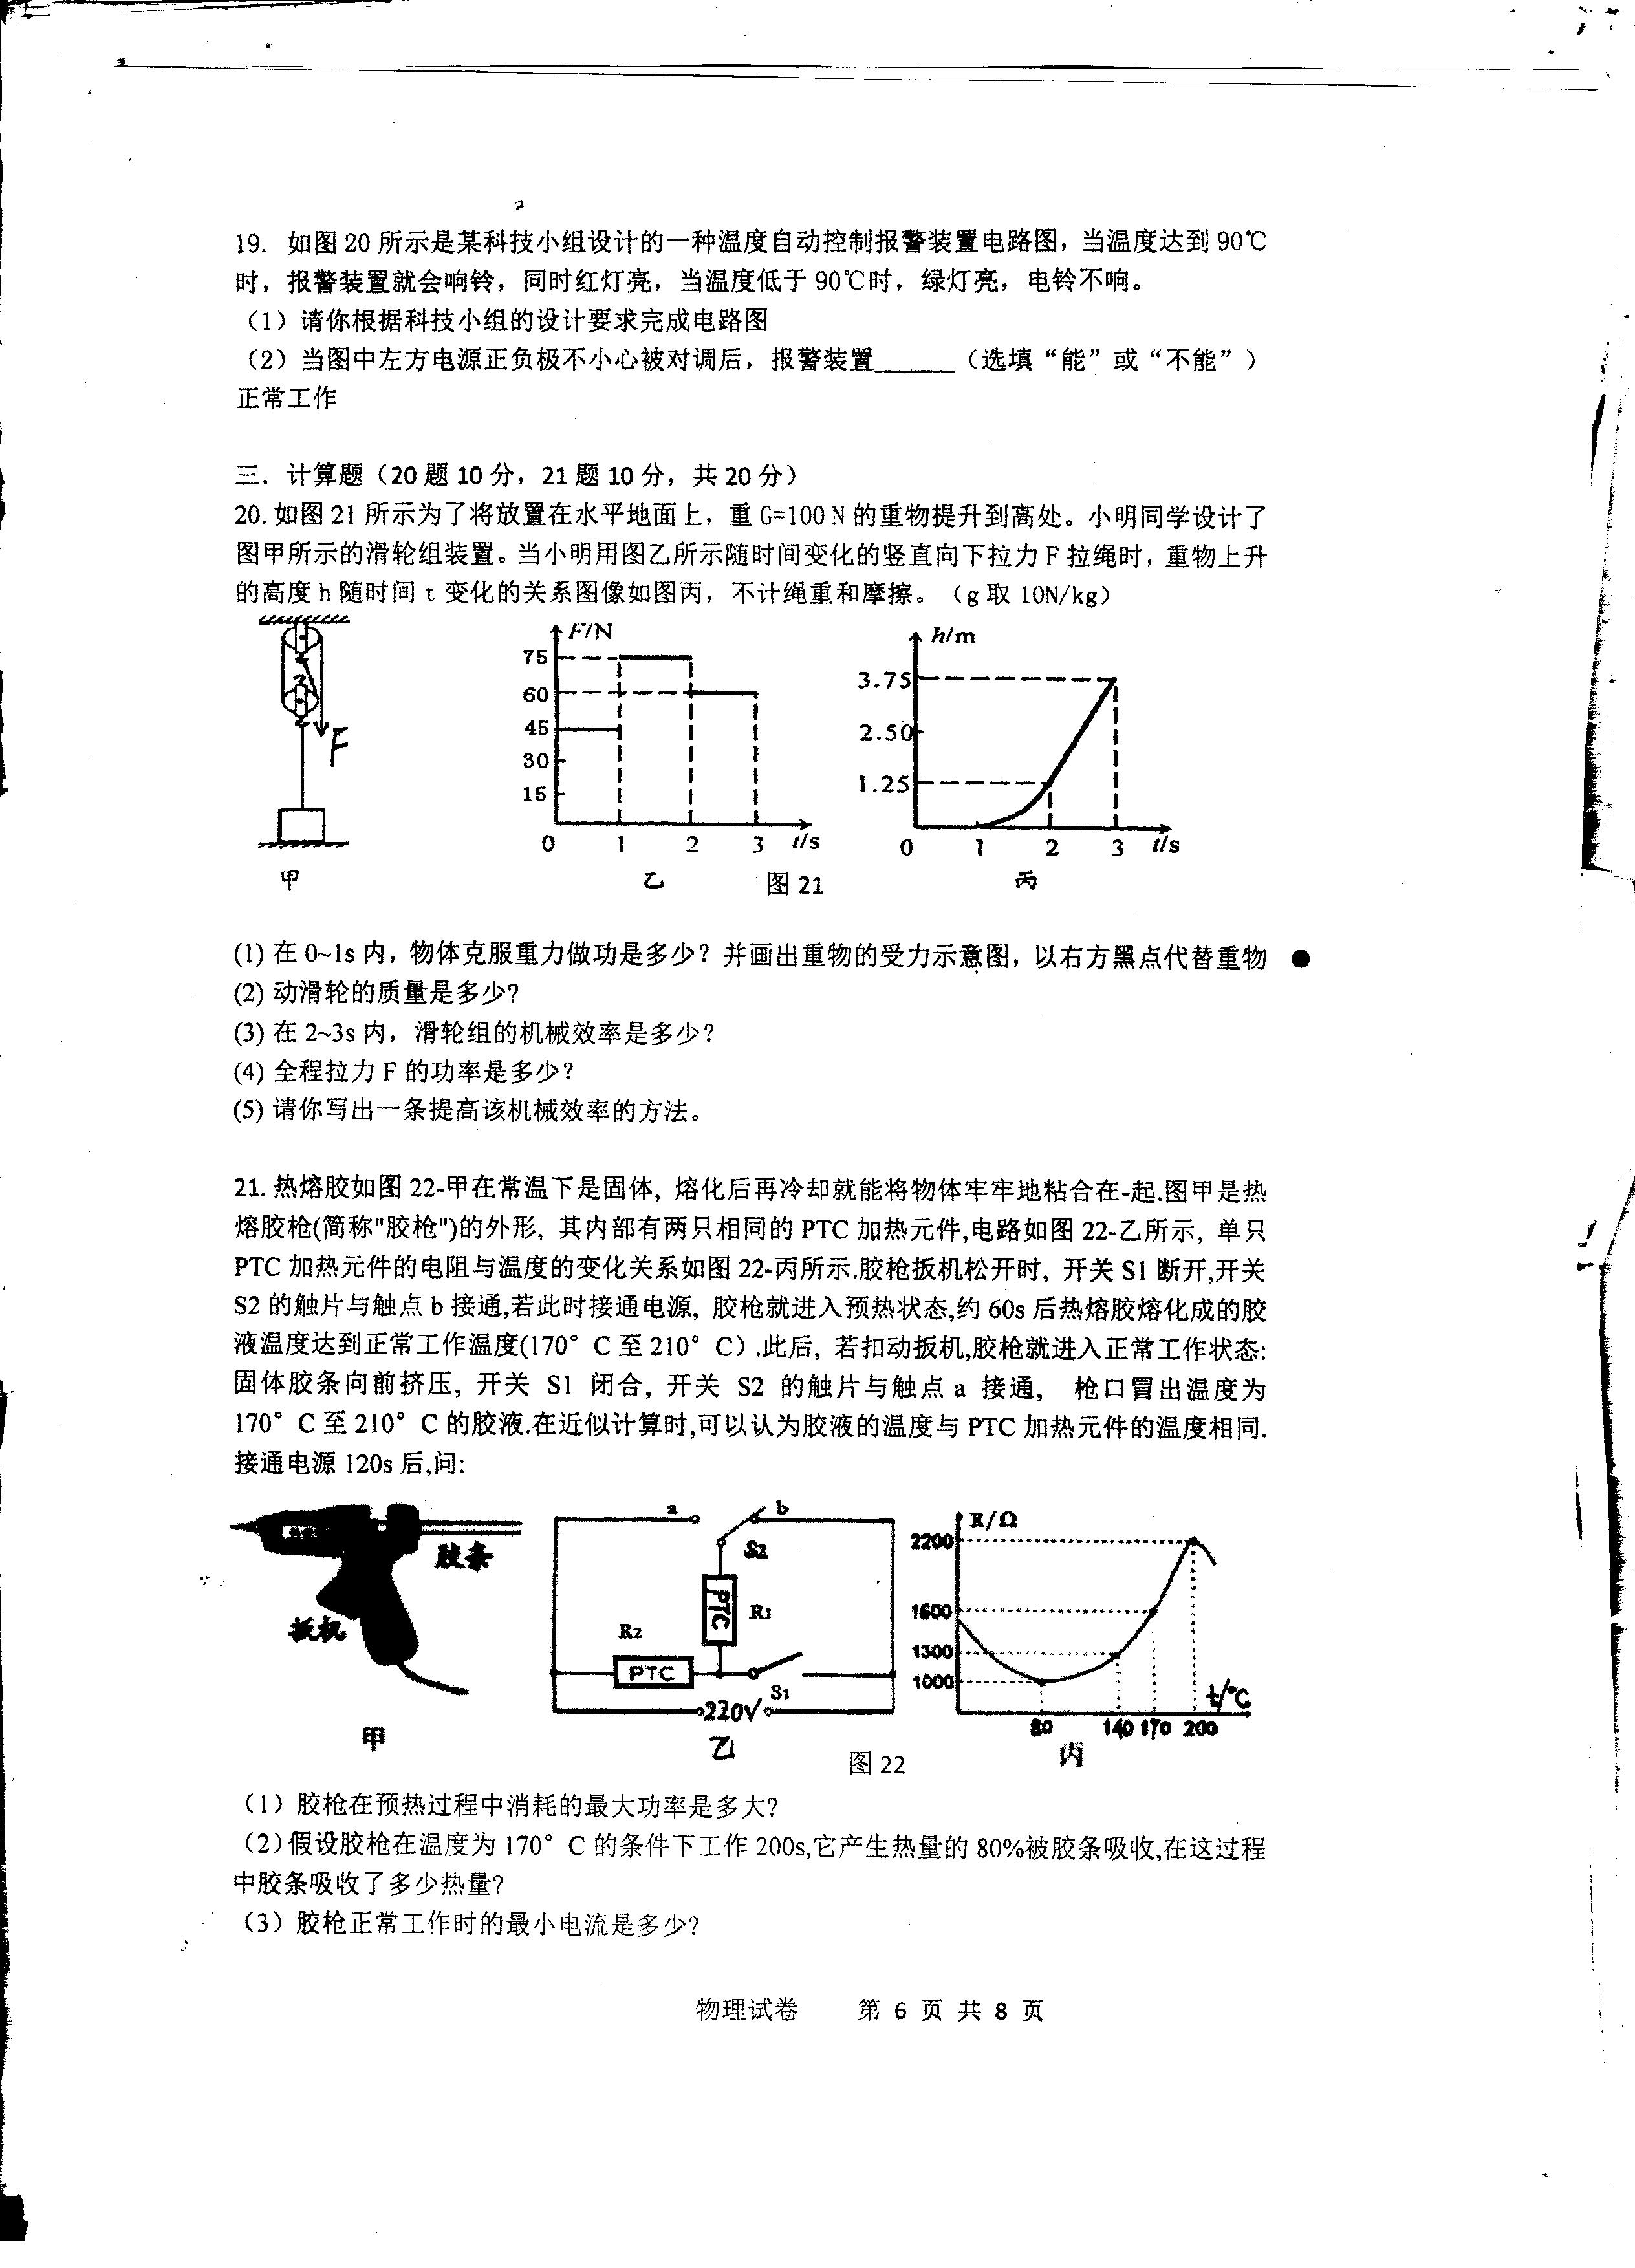 19. 如图 20 所示是某科技小组设计的一种温度自动控制报警装置电路图，当温度达到 90℃
时，报警装置就会响铃，同时红灯亮，当温度低于 90℃时，绿灯亮，电铃不响。
（1）请你根据科技小组的设计要求完成电路图
（2）当图中左方电源正负极不小心被对调后，报警装置______（选填“能”或“不能”）
正常工作
三．计算题（20 题 10 分，21 题 10 分，共 20 分）
20. 如图 21 所示为了将放置在水平地面上，重 G=100 N 的重物提升到高处。小明同学设计了
图甲所示的滑轮组装置。当小明用图乙所示随时间变化的竖直向下拉力 F 拉绳时，重物上升
的高度 h 随时间 t 变化的关系图像如图丙，不计绳重和摩擦。（g 取 10N/kg）
F
甲
F/N
75
60
45
30
15
0 1 2 3 t/s
乙
图 21
h/m
3.75
2.50
1.25
0 1 2 3 t/s
丙
(1) 在 0~1s 内，物体克服重力做功是多少？并画出重物的受力示意图，以右方黑点代替重物
(2) 动滑轮的质量是多少？
(3) 在 2~3s 内，滑轮组的机械效率是多少？
(4) 全程拉力 F 的功率是多少？
(5) 请你写出一条提高该机械效率的方法。
21. 热熔胶如图 22-甲在常温下是固体, 熔化后再冷却就能将物体牢牢地粘合在-起.图甲是热
熔胶枪(简称"胶枪")的外形, 其内部有两只相同的 PTC 加热元件,电路如图 22-乙所示, 单只
PTC 加热元件的电阻与温度的变化关系如图 22-丙所示.胶枪扳机松开时, 开关 S1 断开,开关
S2 的触片与触点 b 接通,若此时接通电源, 胶枪就进入预热状态,约 60s 后热熔胶熔化成的胶
液温度达到正常工作温度(170° C 至 210° C）.此后, 若扣动扳机,胶枪就进入正常工作状态:
固体胶条向前挤压, 开关 S1 闭合, 开关 S2 的触片与触点 a 接通, 枪口冒出温度为
170° C 至 210° C 的胶液.在近似计算时,可以认为胶液的温度与 PTC 加热元件的温度相同.
接通电源 120s 后,问:
胶条
扳机
甲
a b
S2
PTC R1
R2
PTC
S1
220V
乙
图 22
R/Ω
2200
1600
1300
1000
80 140 170 200
t/°C
丙
（1）胶枪在预热过程中消耗的最大功率是多大?
（2）假设胶枪在温度为 170° C 的条件下工作 200s,它产生热量的 80%被胶条吸收,在这过程
中胶条吸收了多少热量?
（3）胶枪正常工作时的最小电流是多少?
物理试卷 第 6 页 共 8 页